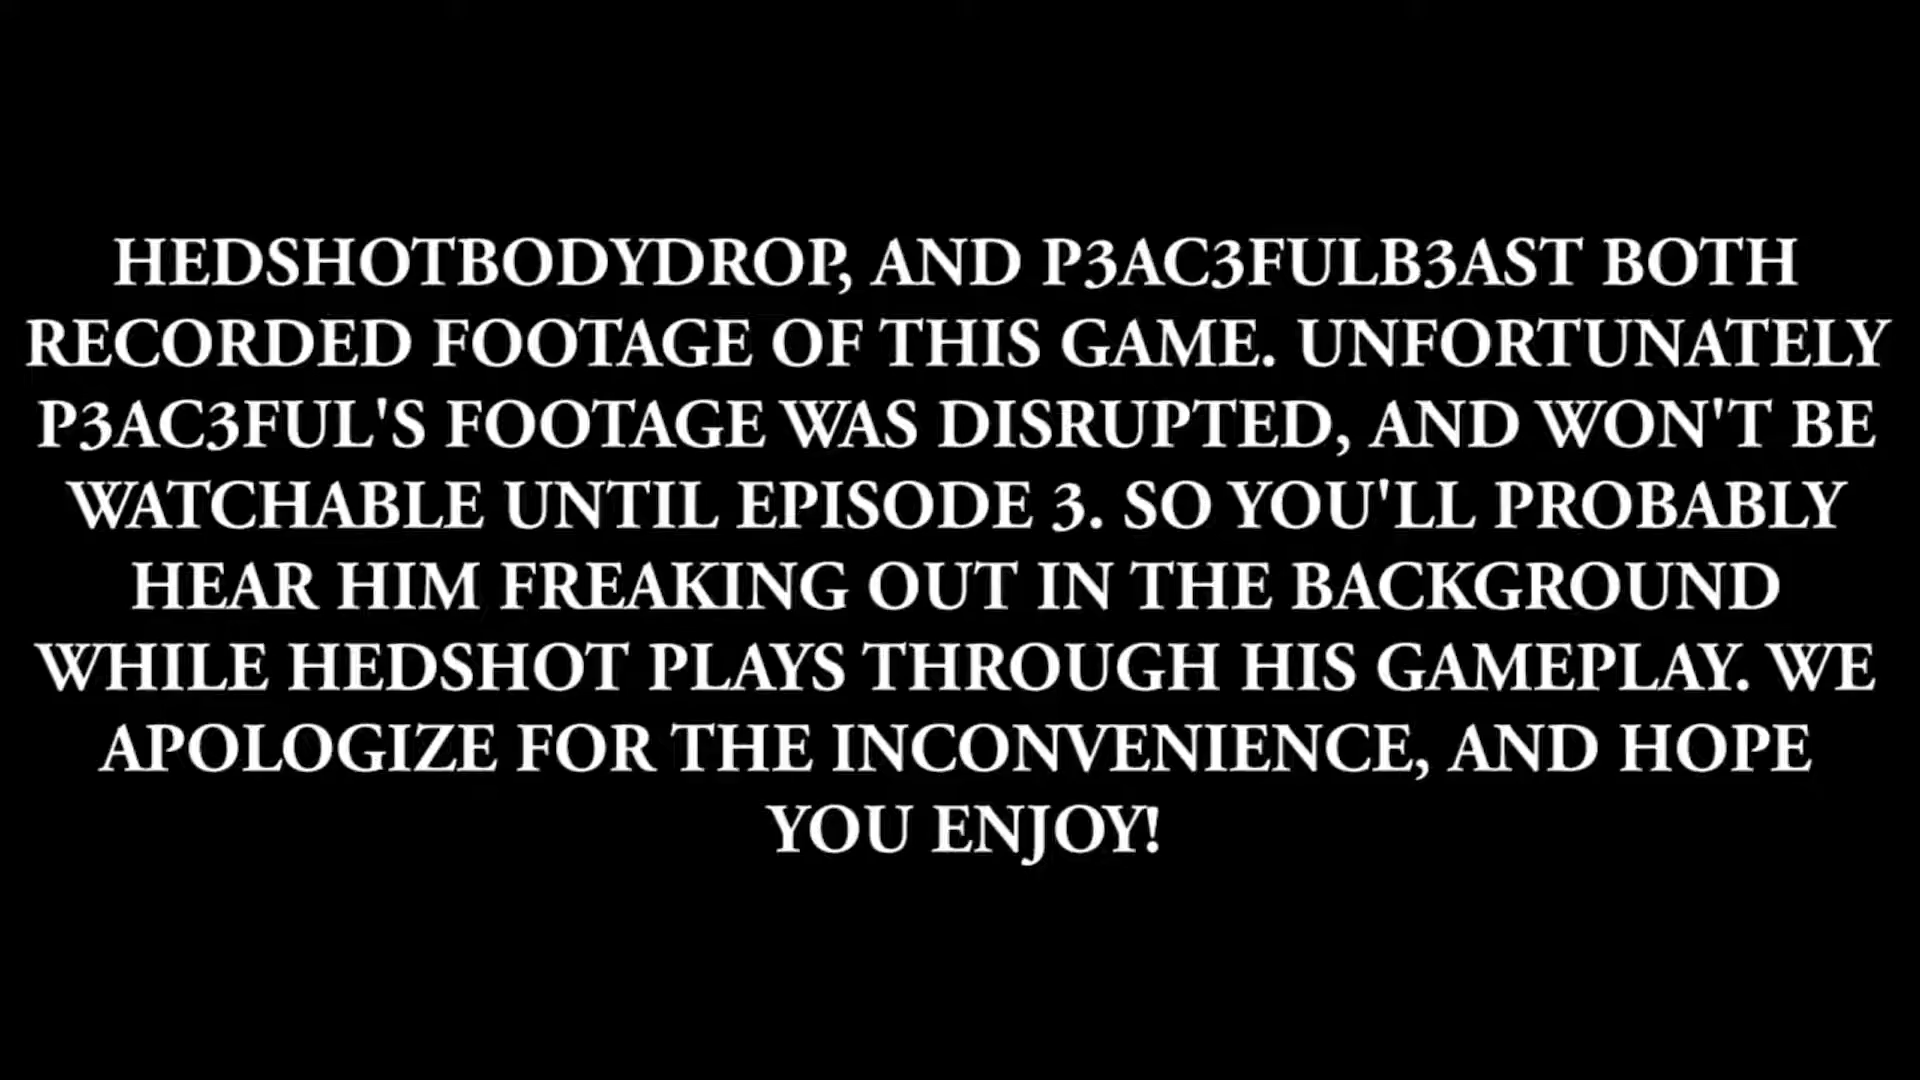 HEDSHOTBODYDROP, AND P3AC3FULB3AST BOTH
RECORDED FOOTAGE OF THIS GAME. UNFORTUNATELY
P3AC3FUL'S FOOTAGE WAS DISRUPTED, AND WON'T BE
WATCHABLE UNTIL EPISODE 3. SO YOU'LL PROBABLY
HEAR HIM FREAKING OUT IN THE BACKGROUND
WHILE HEDSHOT PLAYS THROUGH HIS GAMEPLAY. WE
APOLOGIZE FOR THE INCONVENIENCE, AND HOPE
YOU ENJOY!